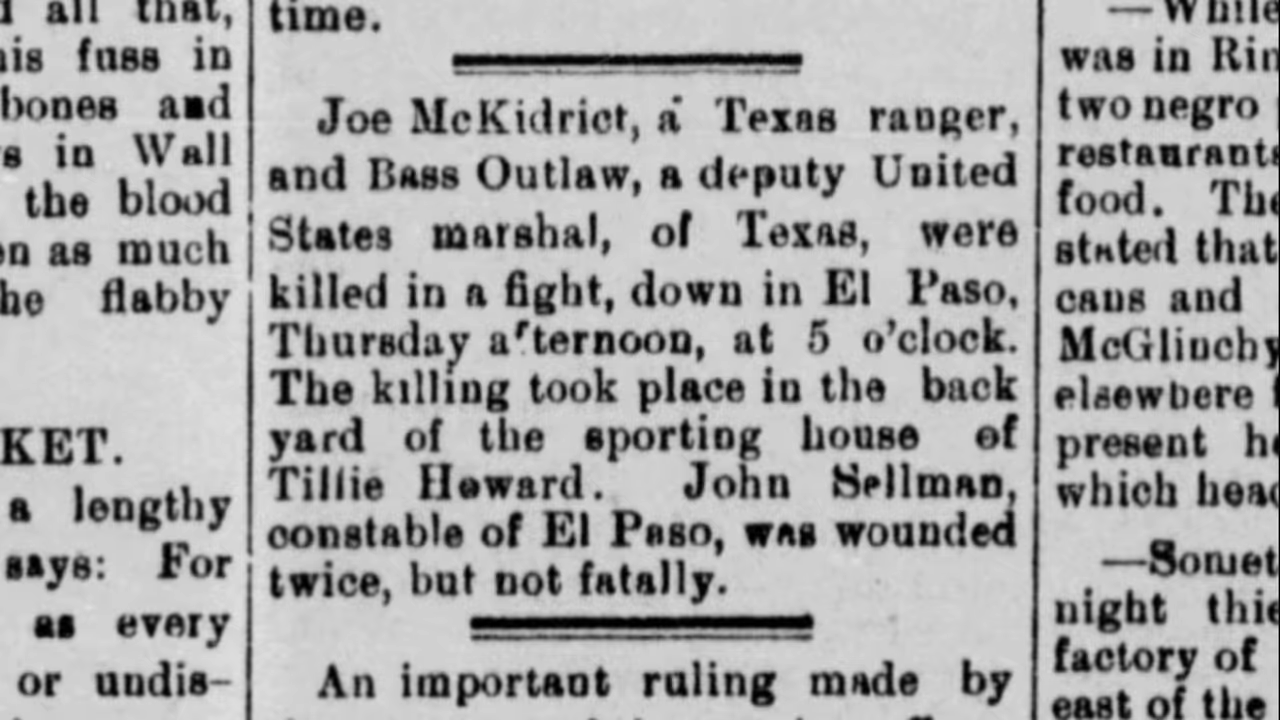 all that,
his fuss in
bones and
s in Wall
the blood
en as much
he flabby
KET.
a lengthy
says: For
as every
or undis-
time.
Joe McKidrict, a Texas ranger,
and Bass Outlaw, a deputy United
States marshal, of Texas, were
killed in a fight, down in El Paso,
Thursday afternoon, at 5 o'clock.
The killing took place in the back
yard of the sporting house of
Tillie Howard. John Sellman,
constable of El Paso, was wounded
twice, but not fatally.
An important ruling made by
—While
was in Rin
two negro
restaurants
food. The
stated that
cans and
McGlinchy
elsewhere
present he
which head
—Somet
night thie
factory of
east of the